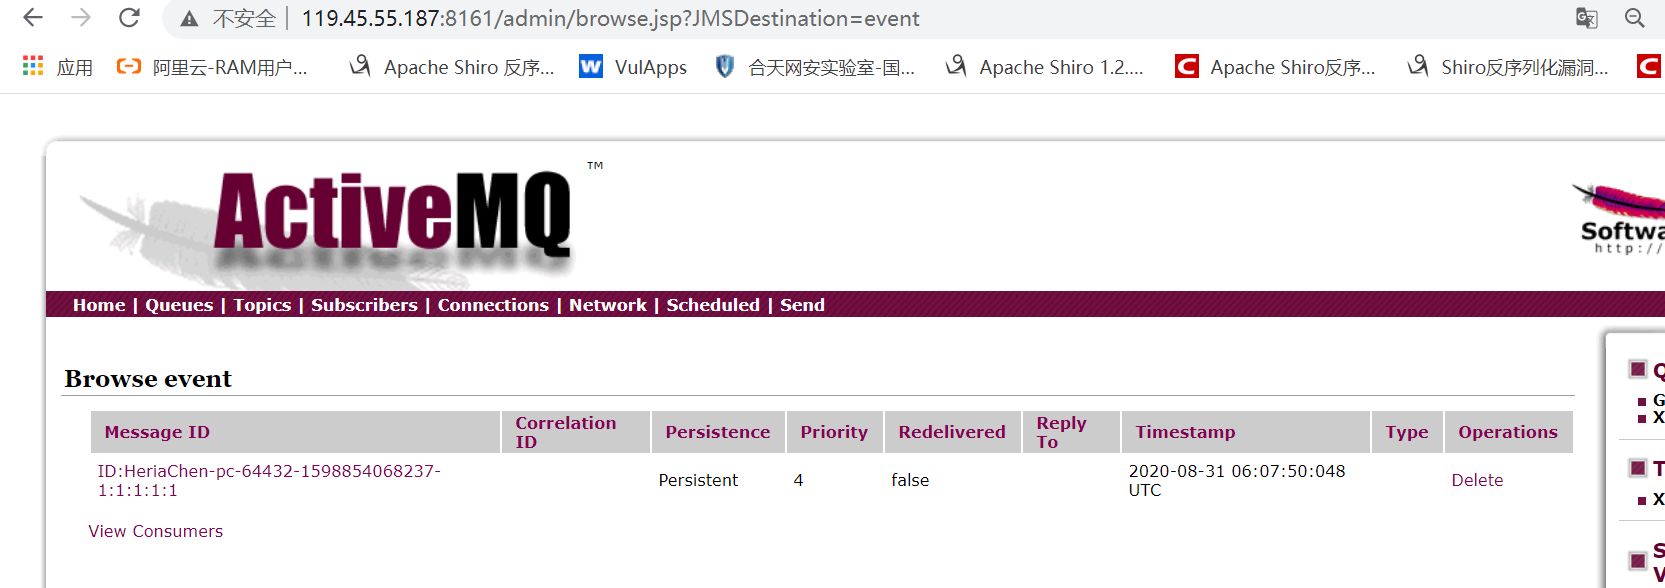 不安全 | 119.45.55.187:8161/admin/browse.jsp?JMSDestination=event
应用 阿里云-RAM用户... Apache Shiro 反序... VulApps 合天网安实验室-国... Apache Shiro 1.2.... Apache Shiro反序... Shiro反序列化漏洞...
ActiveMQ ™
Softwa
http://
Home | Queues | Topics | Subscribers | Connections | Network | Scheduled | Send
Browse event
Message ID Correlation ID Persistence Priority Redelivered Reply To Timestamp Type Operations
ID:HeriaChen-pc-64432-1598854068237-
1:1:1:1:1 Persistent 4 false 2020-08-31 06:07:50:048
UTC Delete
View Consumers
Q
G
X
T
X
S
V